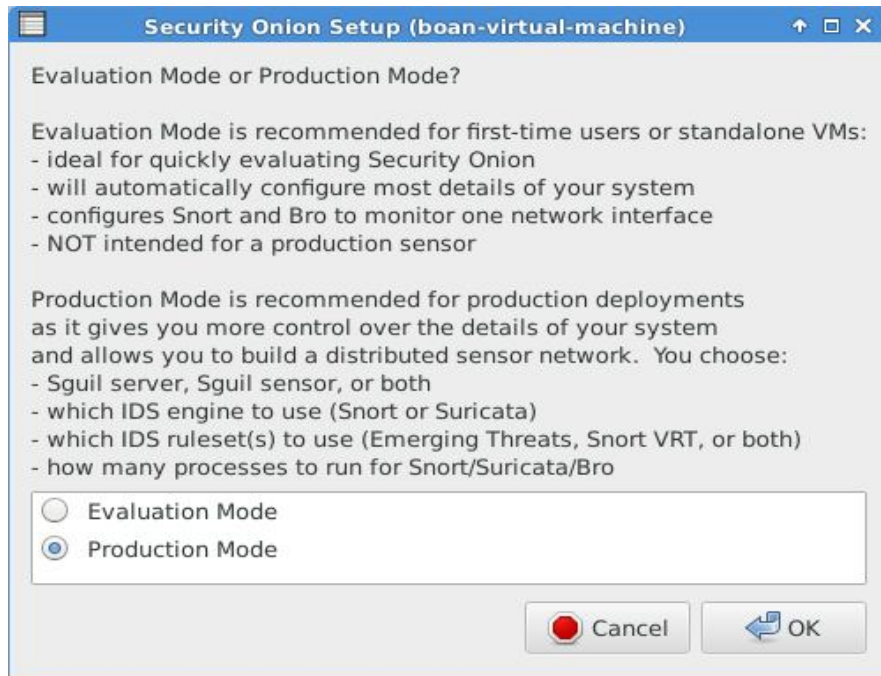 Security Onion Setup (boan-virtual-machine)
Evaluation Mode or Production Mode?
Evaluation Mode is recommended for first-time users or standalone VMs:
- ideal for quickly evaluating Security Onion
- will automatically configure most details of your system
- configures Snort and Bro to monitor one network interface
- NOT intended for a production sensor
Production Mode is recommended for production deployments
as it gives you more control over the details of your system
and allows you to build a distributed sensor network.  You choose:
- Sguil server, Sguil sensor, or both
- which IDS engine to use (Snort or Suricata)
- which IDS ruleset(s) to use (Emerging Threats, Snort VRT, or both)
- how many processes to run for Snort/Suricata/Bro
Evaluation Mode
Production Mode
Cancel
OK